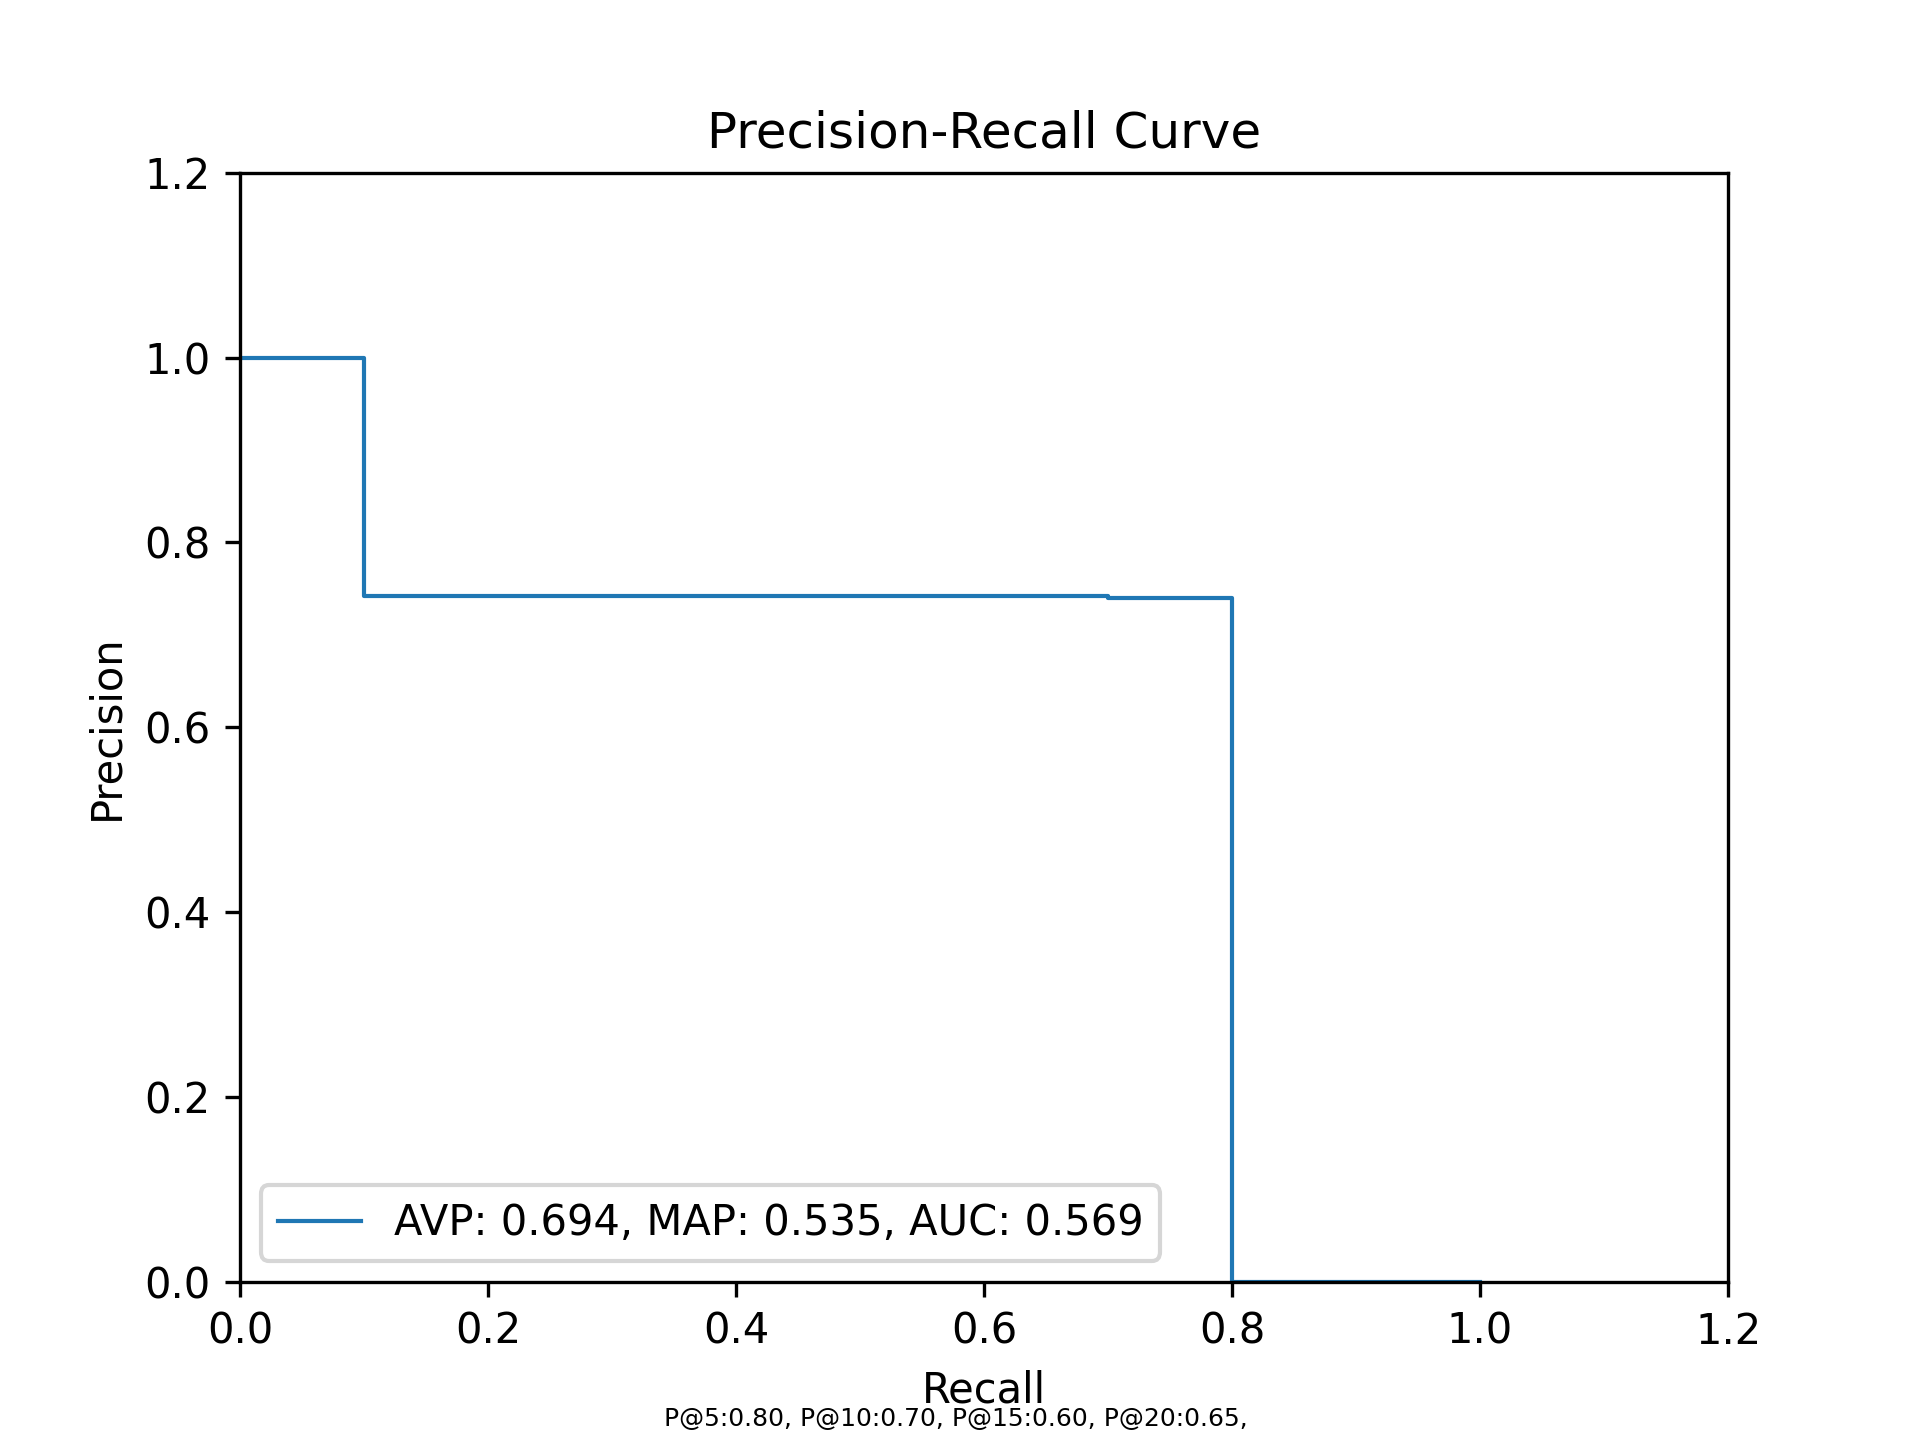 Precision-Recall Curve
1.2
1.0
0.8
0.6
0.4
0.2
0.0
Precision
AVP: 0.694, MAP: 0.535, AUC: 0.569
0.0 0.2 0.4 0.6 0.8 1.0 1.2
Recall
P@5:0.80, P@10:0.70, P@15:0.60, P@20:0.65,